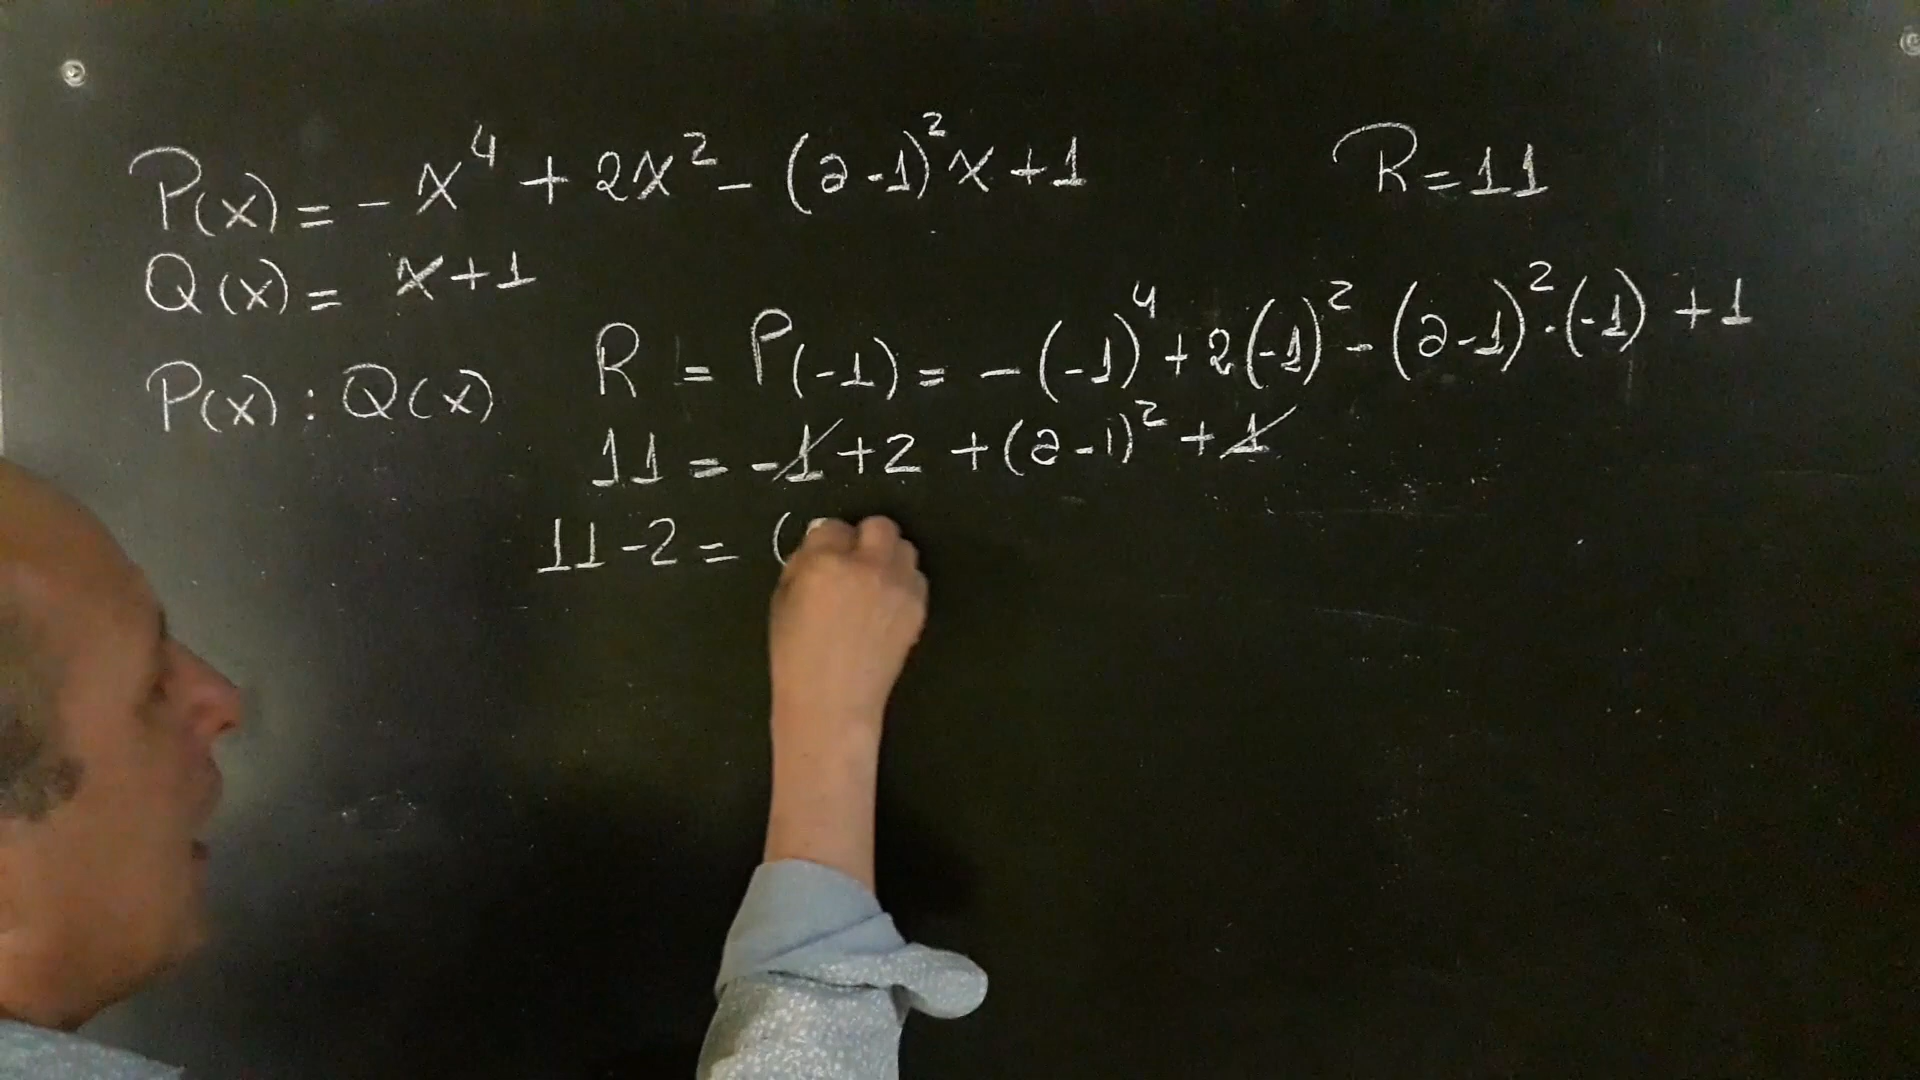 P(x) = - x⁴ + 2x² - (a-1)²x + 1 R = 11
Q(x) = x+1
P(x) : Q(x) R = P(-1) = - (-1)⁴ + 2(-1)² - (a-1)²·(-1) + 1
11 = -1 + 2 + (a-1)² + 1
11 - 2 = (